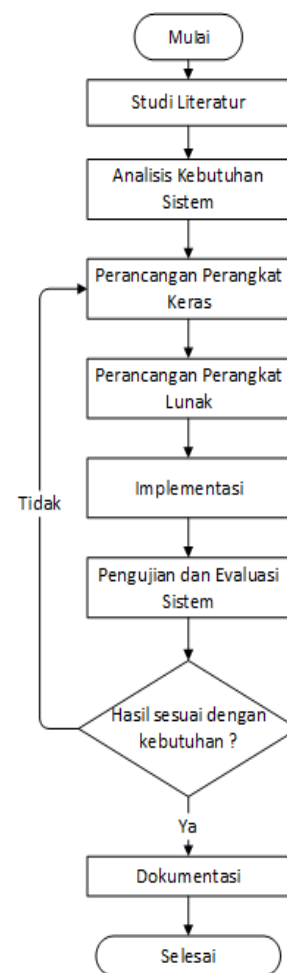 Mulai
Studi Literatur
Analisis Kebutuhan
Sistem
Perancangan Perangkat
Keras
Perancangan Perangkat
Lunak
Implementasi
Tidak
Pengujian dan Evaluasi
Sistem
Hasil sesuai dengan
kebutuhan ?
Ya
Dokumentasi
Selesai